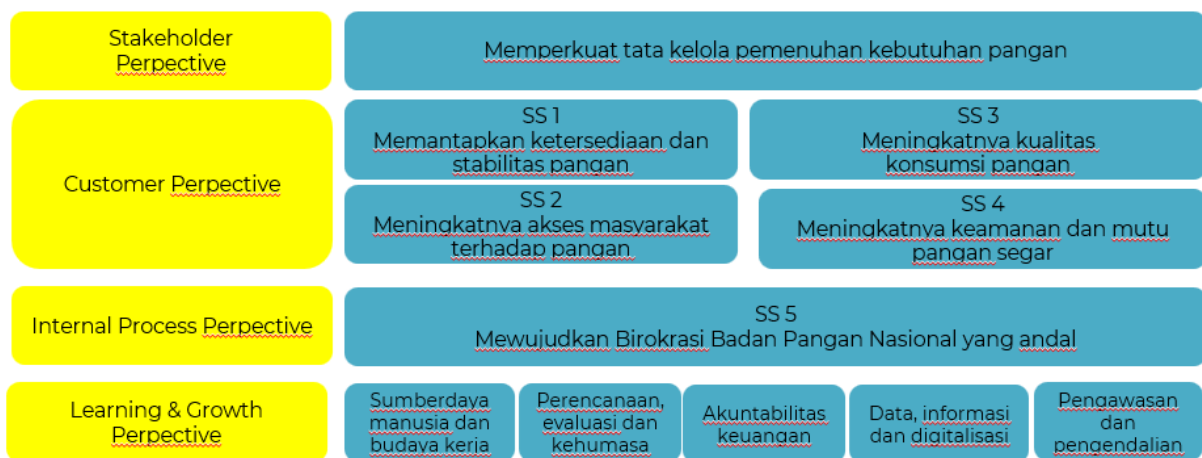 Stakeholder
Perpective
Memperkuat tata kelola pemenuhan kebutuhan pangan
Customer Perpective
SS 1
Memantapkan ketersediaan dan
stabilitas pangan
SS 3
Meningkatnya kualitas
konsumsi pangan
SS 2
Meningkatnya akses masyarakat
terhadap pangan
SS 4
Meningkatnya keamanan dan mutu
pangan segar
Internal Process Perpective
SS 5
Mewujudkan Birokrasi Badan Pangan Nasional yang andal
Learning & Growth
Perpective
Sumberdaya
manusia dan
budaya kerja
Perencanaan,
evaluasi dan
kehumasa
Akuntabilitas
keuangan
Data, informasi
dan digitalisasi
Pengawasan
dan
pengendalian